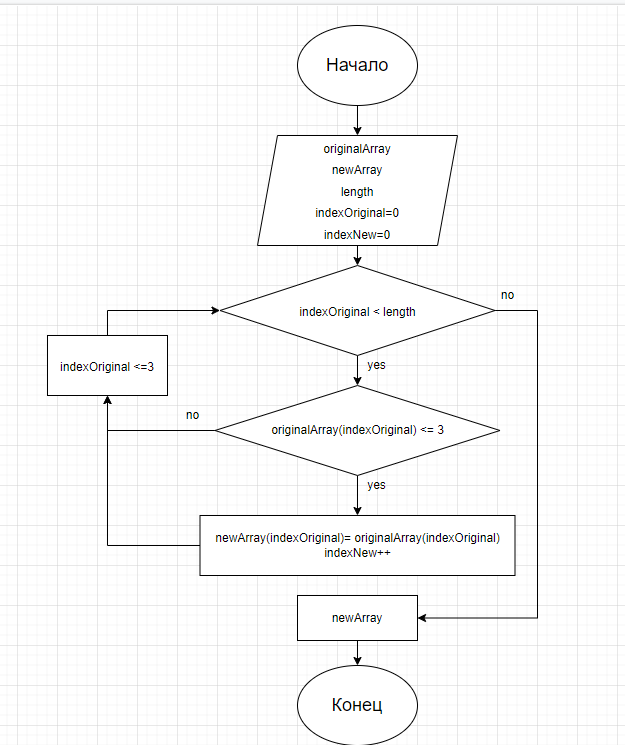 Начало
originalArray
newArray
length
indexOriginal=0
indexNew=0
indexOriginal < length
no
yes
indexOriginal <=3
originalArray(indexOriginal) <= 3
no
yes
newArray(indexOriginal)= originalArray(indexOriginal)
indexNew++
newArray
Конец